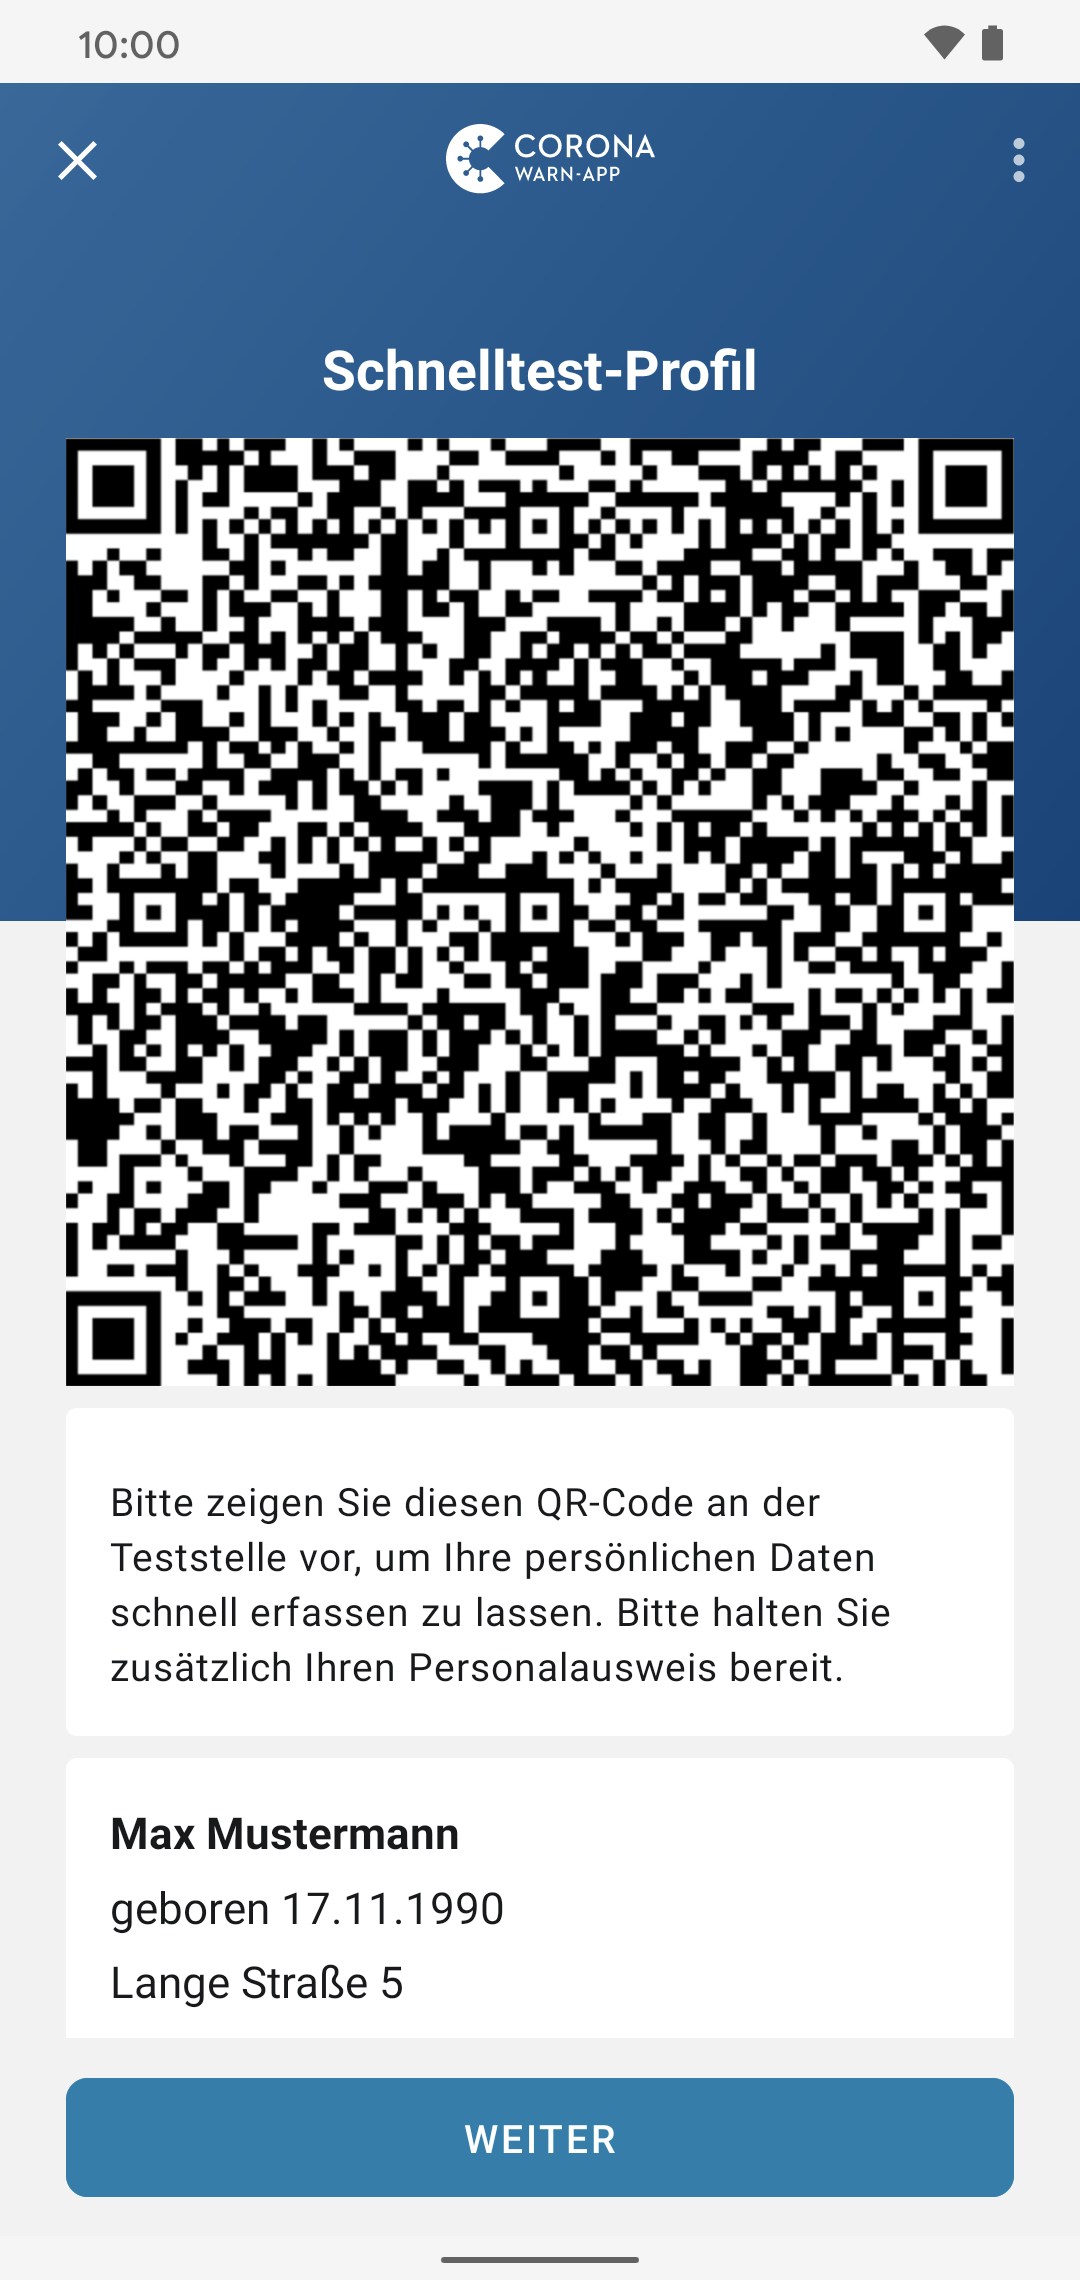 10:00
CORONA
WARN-APP
Schnelltest-Profil
Bitte zeigen Sie diesen QR-Code an der
Teststelle vor, um Ihre persönlichen Daten
schnell erfassen zu lassen. Bitte halten Sie
zusätzlich Ihren Personalausweis bereit.
Max Mustermann
geboren 17.11.1990
Lange Straße 5
WEITER